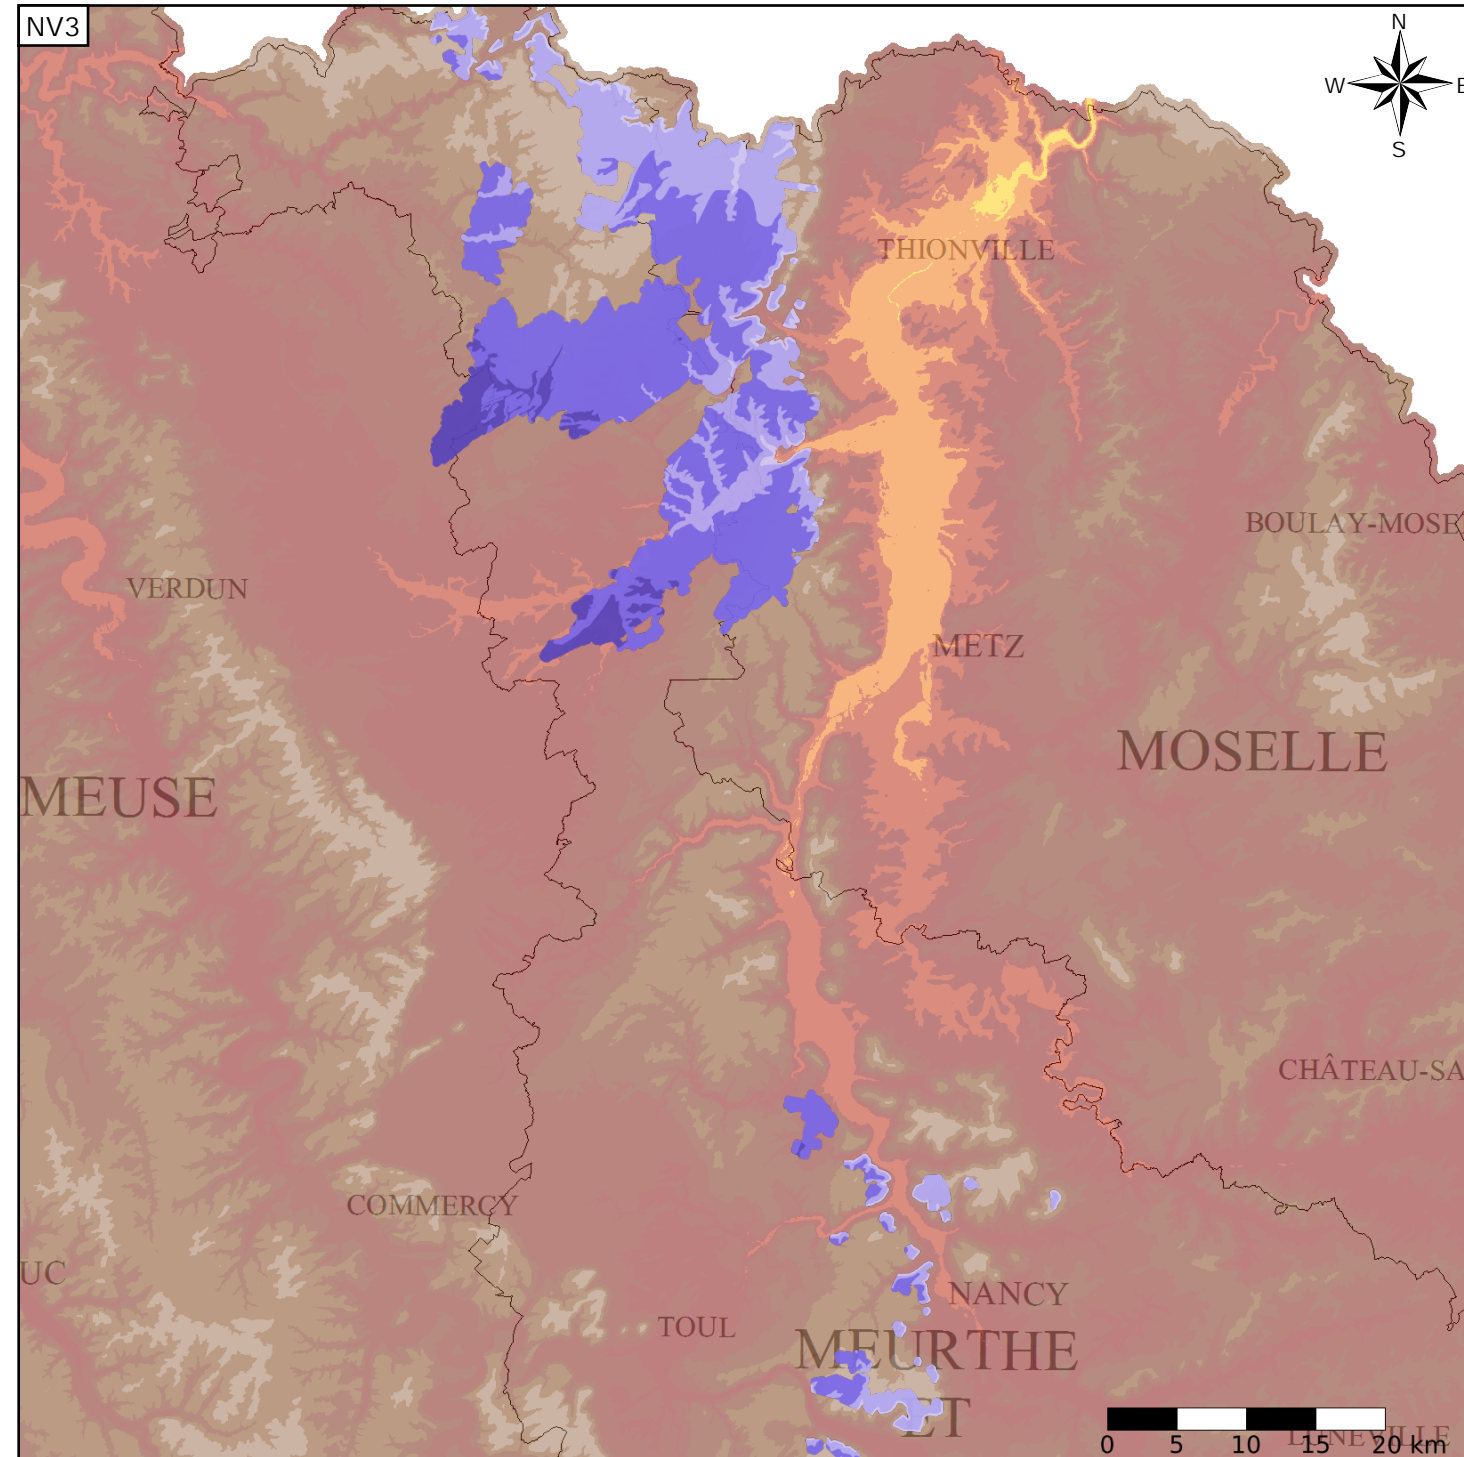 NV3
N
W E
S
THIONVILLE
BOULAY-MOSE
VERDUN
METZ
MOSELLE
MEUSE
CHÂTEAU-SA
COMMERCY
UC
NANCY
TOUL
MEURTHE
ET
LUNEVILLE
0 5 10 15 20 km